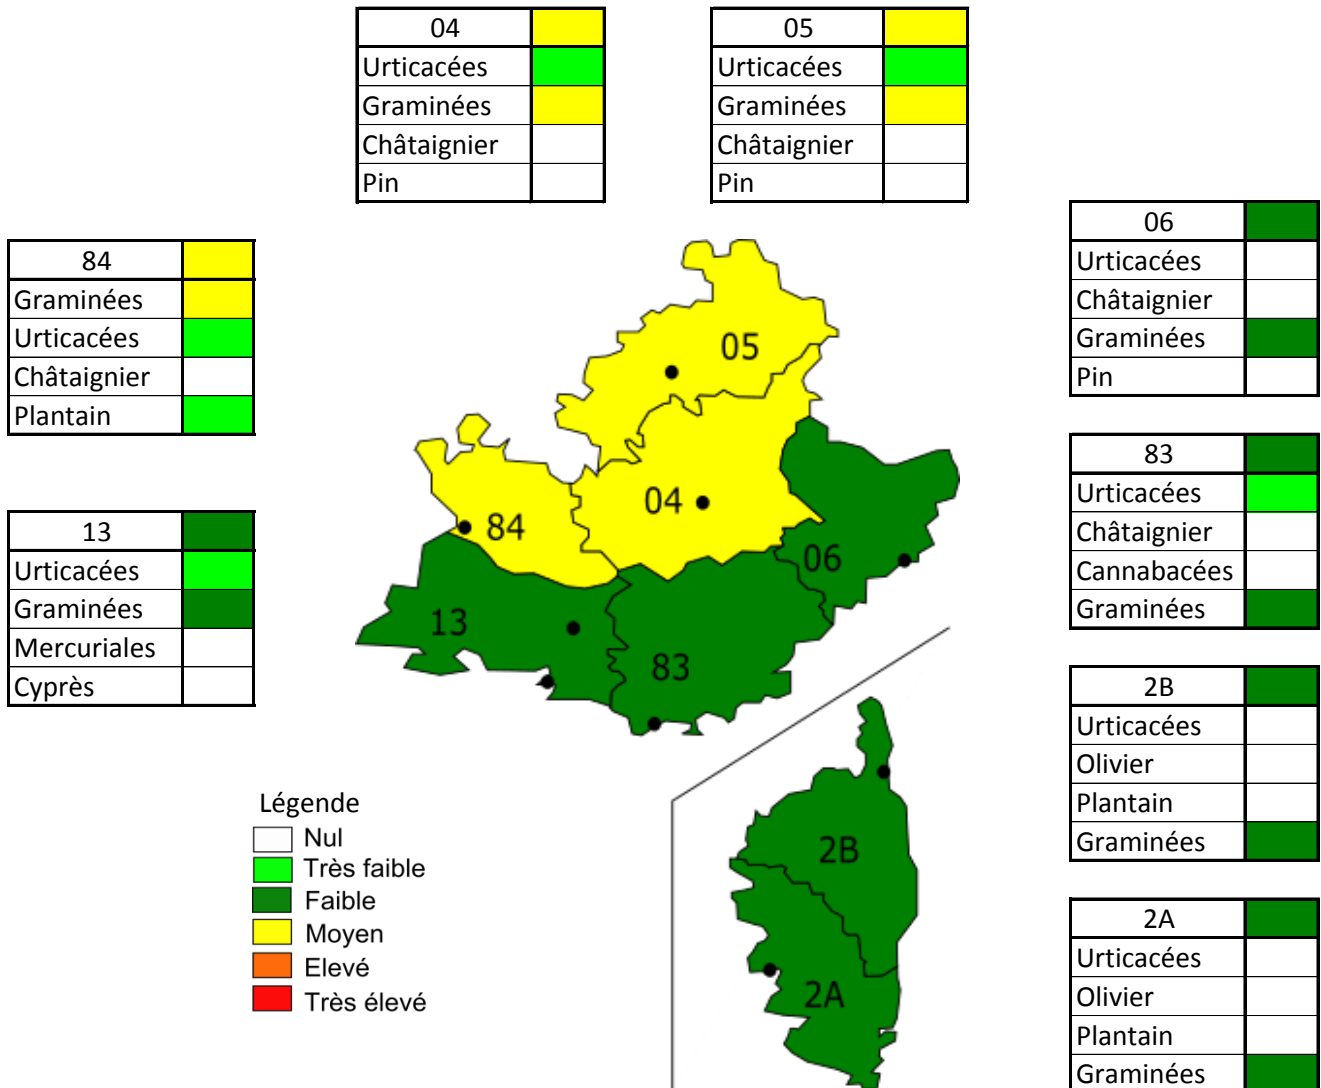 04
Urticacées
Graminées
Châtaignier
Pin
05
Urticacées
Graminées
Châtaignier
Pin
84
Graminées
Urticacées
Châtaignier
Plantain
13
Urticacées
Graminées
Mercuriales
Cyprès
06
Urticacées
Châtaignier
Graminées
Pin
83
Urticacées
Châtaignier
Cannabacées
Graminées
2B
Urticacées
Olivier
Plantain
Graminées
2A
Urticacées
Olivier
Plantain
Graminées
05
04
84
06
13
83
2B
2A
Légende
Nul
Très faible
Faible
Moyen
Elevé
Très élevé